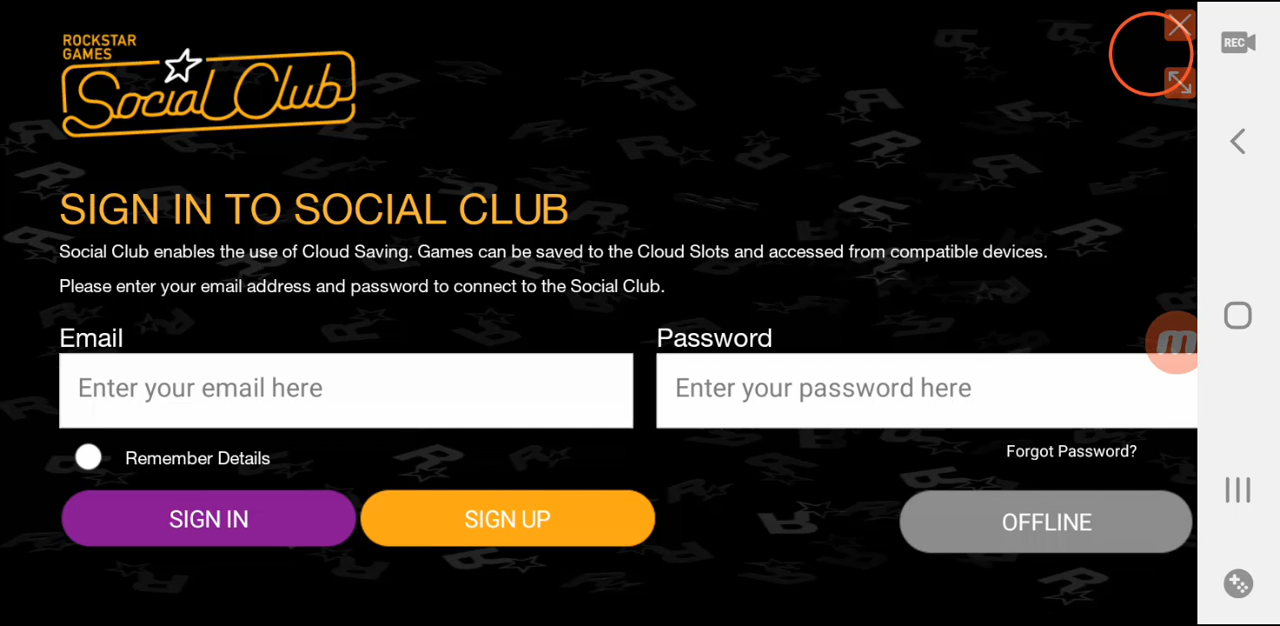 ROCKSTAR
GAMES
Social Club
SIGN IN TO SOCIAL CLUB
Social Club enables the use of Cloud Saving. Games can be saved to the Cloud Slots and accessed from compatible devices.
Please enter your email address and password to connect to the Social Club.
Email
Password
Enter your email here
Enter your password here
Remember Details
Forgot Password?
SIGN IN
SIGN UP
OFFLINE
REC